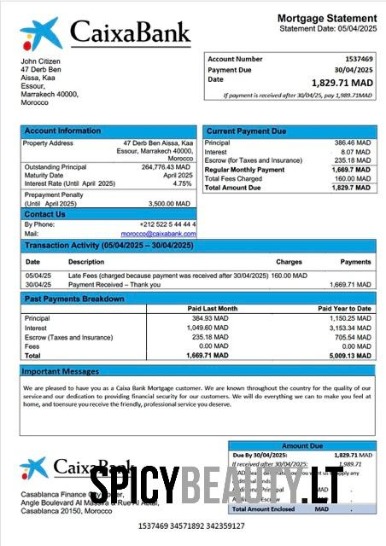 CaixaBank
Mortgage Statement
Statement Date: 05/04/2025
John Citizen
47 Derb Ben
Aissa, Kaa
Essour,
Marrakech 40000,
Morocco
Account Number 1537469
Payment Due 30/04/2025
Date 1,829.71 MAD
If payment is received after 30/04/25, pay 1,989.71MAD
Account Information
Property Address 47 Derb Ben Aissa, Kaa
Essour, Marrakech 40000,
Morocco
Outstanding Principal 264,776.43 MAD
Maturity Date April 2025
Interest Rate (Until April 2025) 4.75%
Prepayment Penalty
(Until April 2025) 3,500.00 MAD
Contact Us
By Phone: +212 522 5 44 44 4
Mail: morocco@caixabank.com
Current Payment Due
Principal 386.46 MAD
Interest 8.07 MAD
Escrow (for Taxes and Insurance) 235.18 MAD
Regular Monthly Payment 1,669.7 MAD
Total Fees Charged 160.00 MAD
Total Amount Due 1,829.7 MAD
Transaction Activity (05/04/2025 – 30/04/2025)
Date Description Charges Payments
05/04/25 Late Fees (charged because payment was received after 30/04/2025) 160.00 MAD
30/04/25 Payment Received – Thank you 1,669.71 MAD
Past Payments Breakdown
Paid Last Month Paid Year to Date
Principal 384.93 MAD 1,150.25 MAD
Interest 1,049.60 MAD 3,153.34 MAD
Escrow (Taxes and Insurance) 235.18 MAD 705.54 MAD
Fees 0.00 MAD 0.00 MAD
Total 1,669.71 MAD 5,009.13 MAD
Important Messages
We are pleased to have you as a Caixa Bank Mortgage customer. We are known throughout the country for the quality of our
service and our dedication to providing financial security for our customers. We will do everything we can to make you feel at
home, and to ensure you receive the friendly, professional service you deserve.
CaixaBank
Casablanca Finance
Angle Boulevard Al
Casablanca 20150, Morocco
Amount Due
Due By 30/04/2025: 1,829.71 MAD
If received after 30/04/2025: 1,989.71
Total Amount Enclosed MAD
SPICYBEAUTY.LT
1537469 34571892 342359127